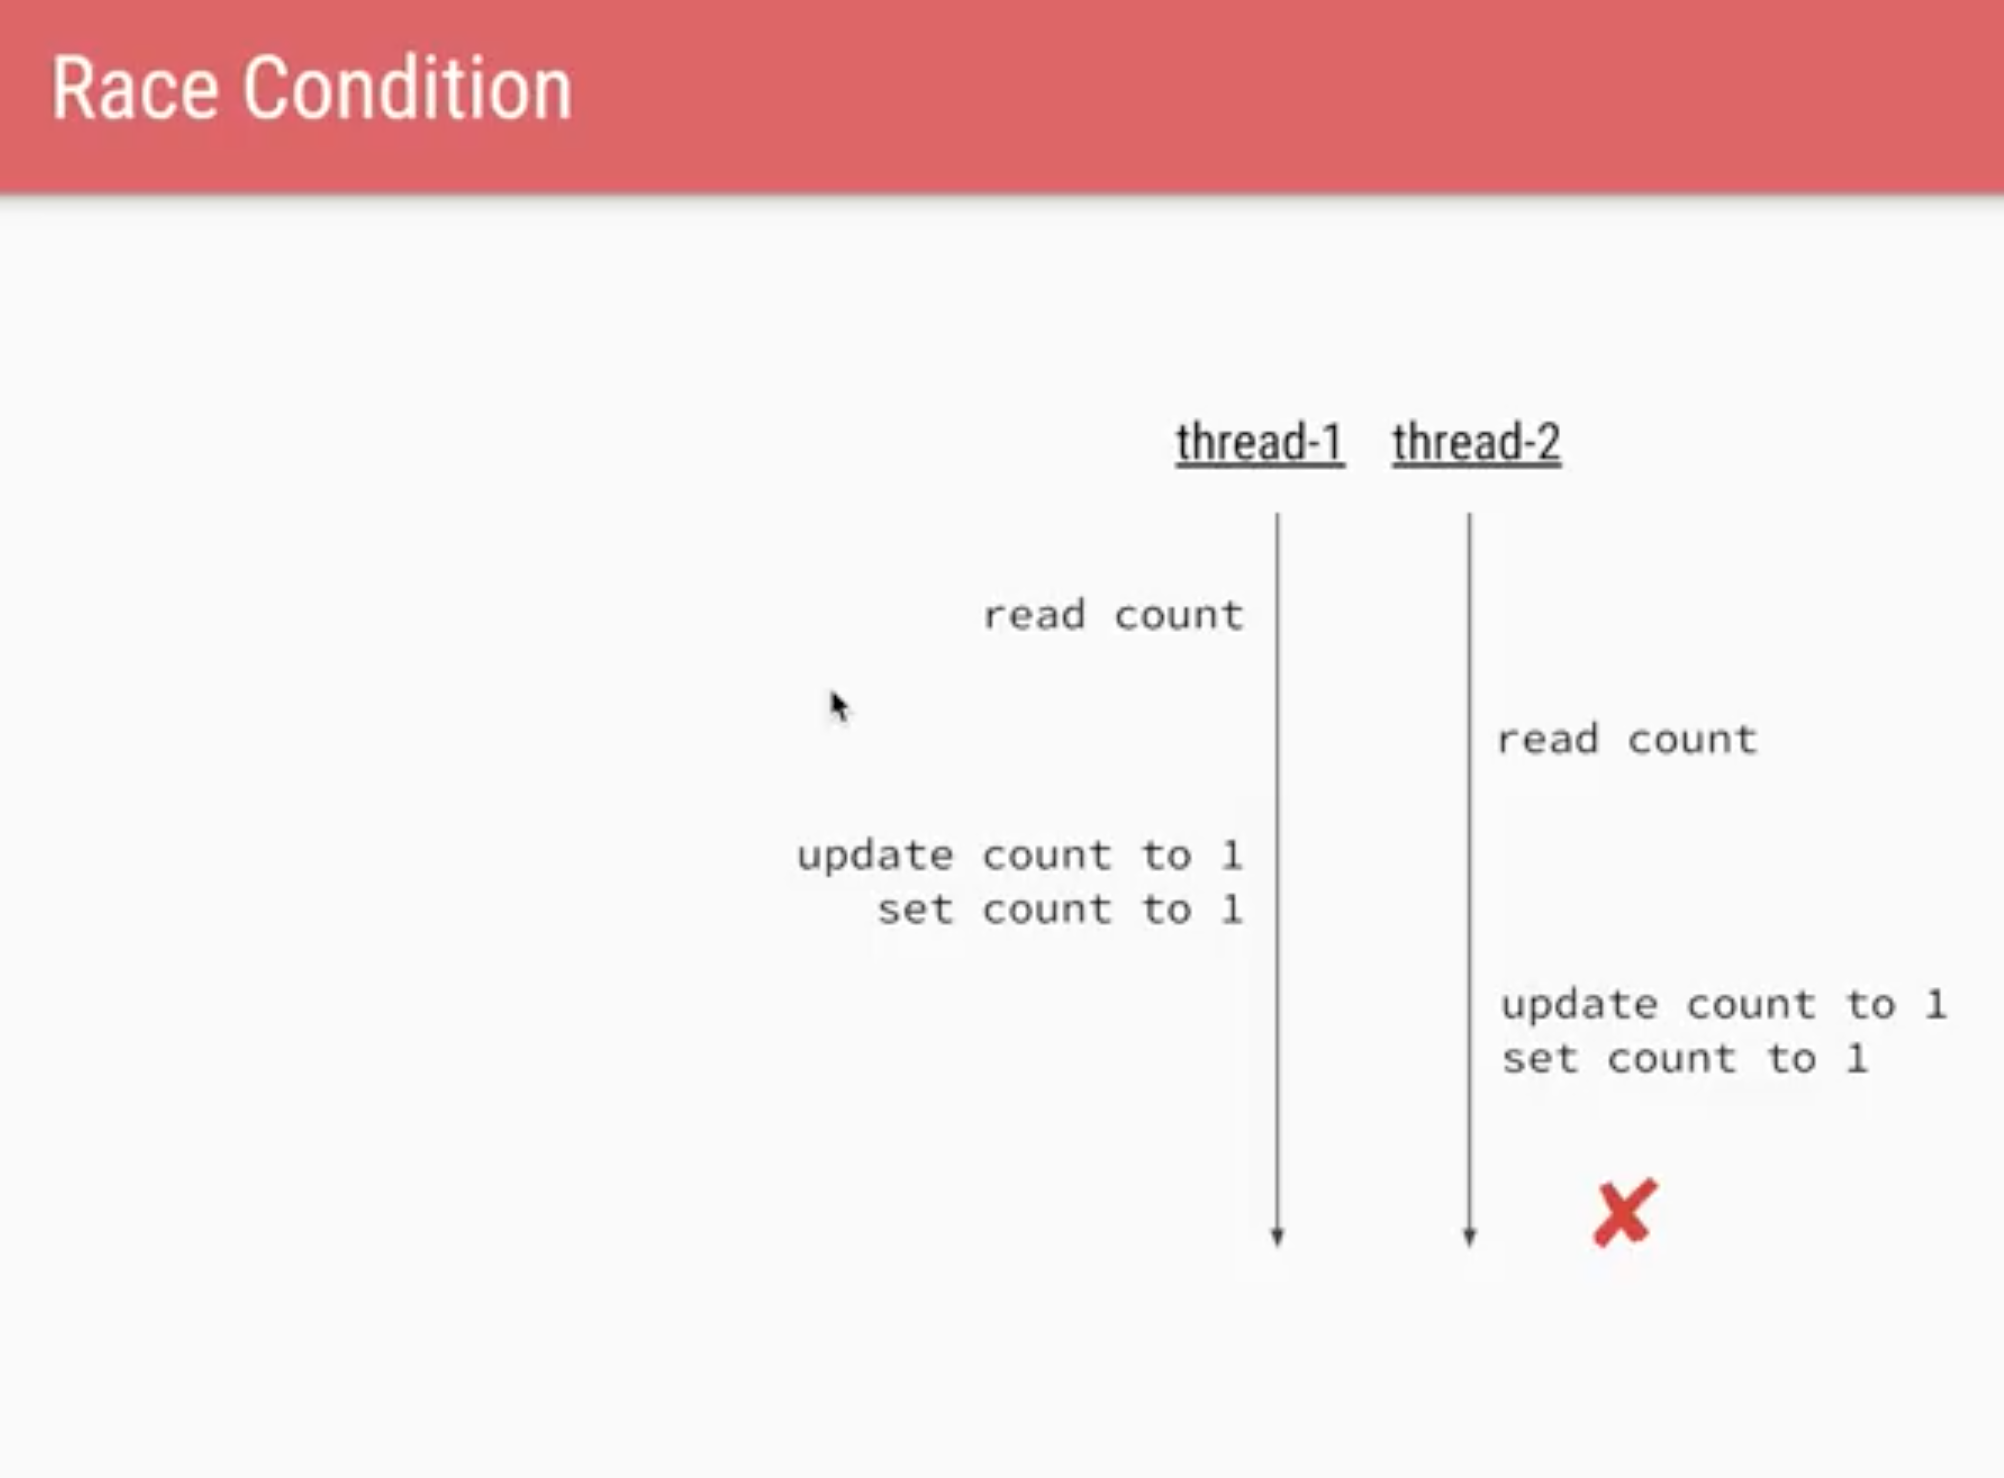 Race Condition
thread-1 thread-2
read count
read count
update count to 1
set count to 1
update count to 1
set count to 1